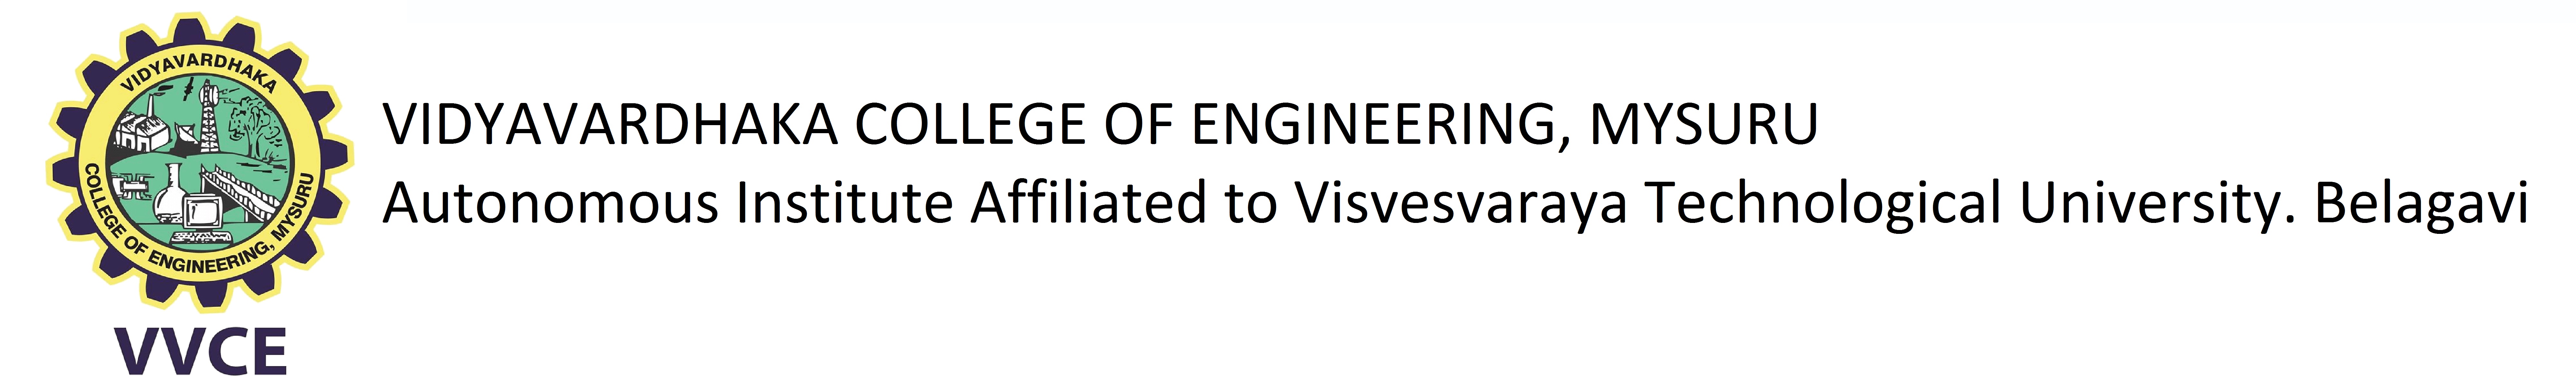 VIDYAVARDHAKA
COLLEGE OF ENGINEERING, MYSURU
VVCE
VIDYAVARDHAKA COLLEGE OF ENGINEERING, MYSURU
Autonomous Institute Affiliated to Visvesvaraya Technological University. Belagavi